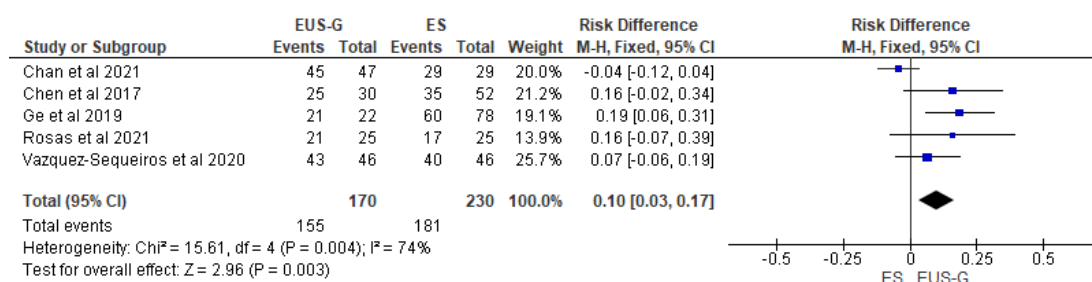 EUS-G ES Risk Difference Risk Difference
Study or Subgroup Events Total Events Total Weight M-H, Fixed, 95% CI M-H, Fixed, 95% CI
Chan et al 2021 45 47 29 29 20.0% -0.04 [-0.12, 0.04]
Chen et al 2017 25 30 35 52 21.2% 0.16 [-0.02, 0.34]
Ge et al 2019 21 22 60 78 19.1% 0.19 [0.06, 0.31]
Rosas et al 2021 21 25 17 25 13.9% 0.16 [-0.07, 0.39]
Vazquez-Sequeiros et al 2020 43 46 40 46 25.7% 0.07 [-0.06, 0.19]
Total (95% CI) 170 230 100.0% 0.10 [0.03, 0.17]
Total events 155 181
Heterogeneity: Chi² = 15.61, df = 4 (P = 0.004); I² = 74%
Test for overall effect: Z = 2.96 (P = 0.003)
-0.5 -0.25 0 0.25 0.5
ES EUS-G